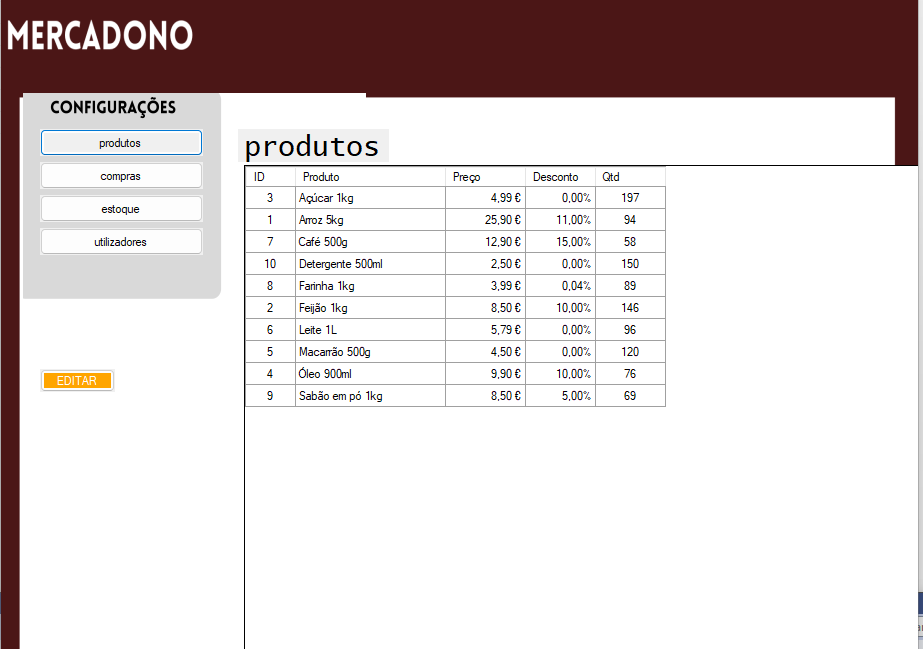 MERCADONO
CONFIGURAÇÕES
produtos
compras
estoque
utilizadores
EDITAR
produtos
ID Produto Preço Desconto Qtd
3 Açúcar 1kg 4,99 € 0,00% 197
1 Arroz 5kg 25,90 € 11,00% 94
7 Café 500g 12,90 € 15,00% 58
10 Detergente 500ml 2,50 € 0,00% 150
8 Farinha 1kg 3,99 € 0,04% 89
2 Feijão 1kg 8,50 € 10,00% 146
6 Leite 1L 5,79 € 0,00% 96
5 Macarrão 500g 4,50 € 0,00% 120
4 Óleo 900ml 9,90 € 10,00% 76
9 Sabão em pó 1kg 8,50 € 5,00% 69